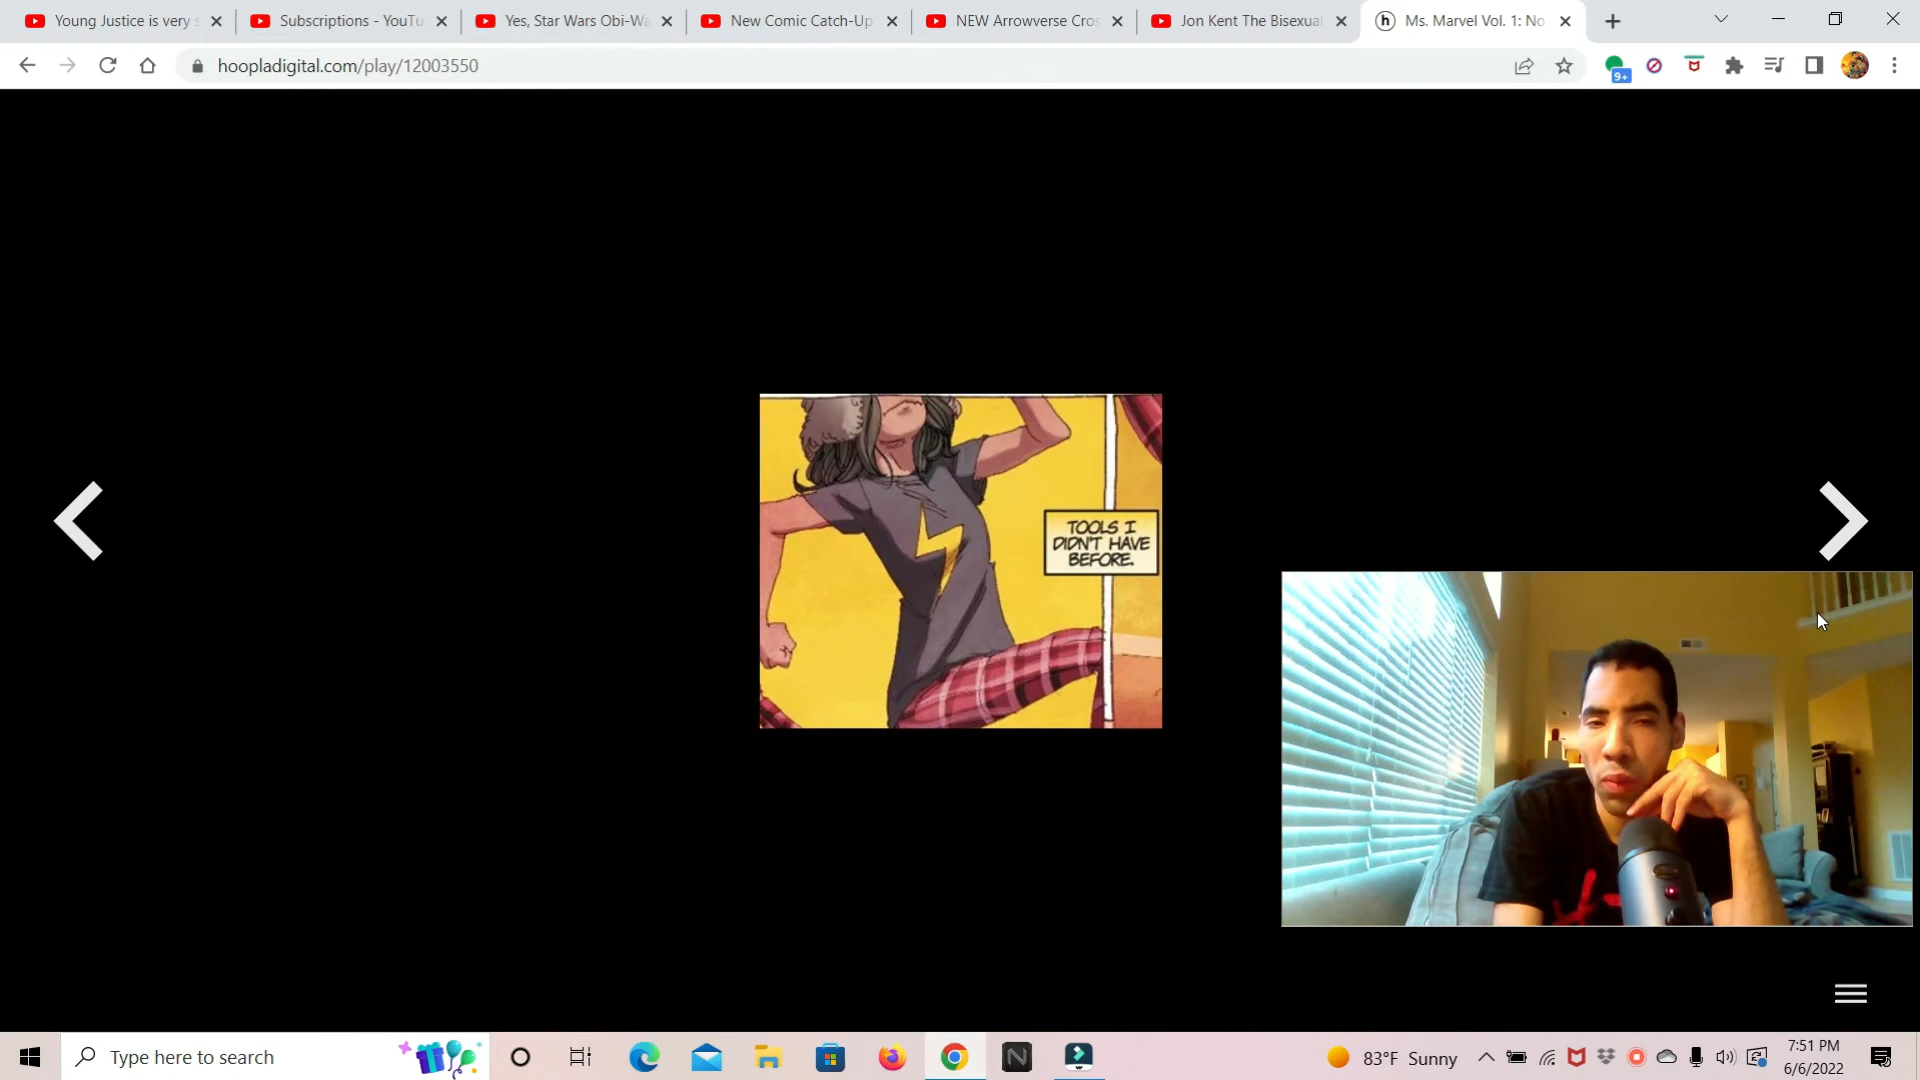 Young Justice is very s
Subscriptions - YouTu
Yes, Star Wars Obi-Wa
New Comic Catch-Up
NEW Arrowverse Cros
Jon Kent The Bisexual
h
Ms. Marvel Vol. 1: No
hoopladigital.com/play/12003550
9+
TOOLS I
DIDN'T HAVE
BEFORE.
Type here to search
N
83°F Sunny
7:51 PM
6/6/2022